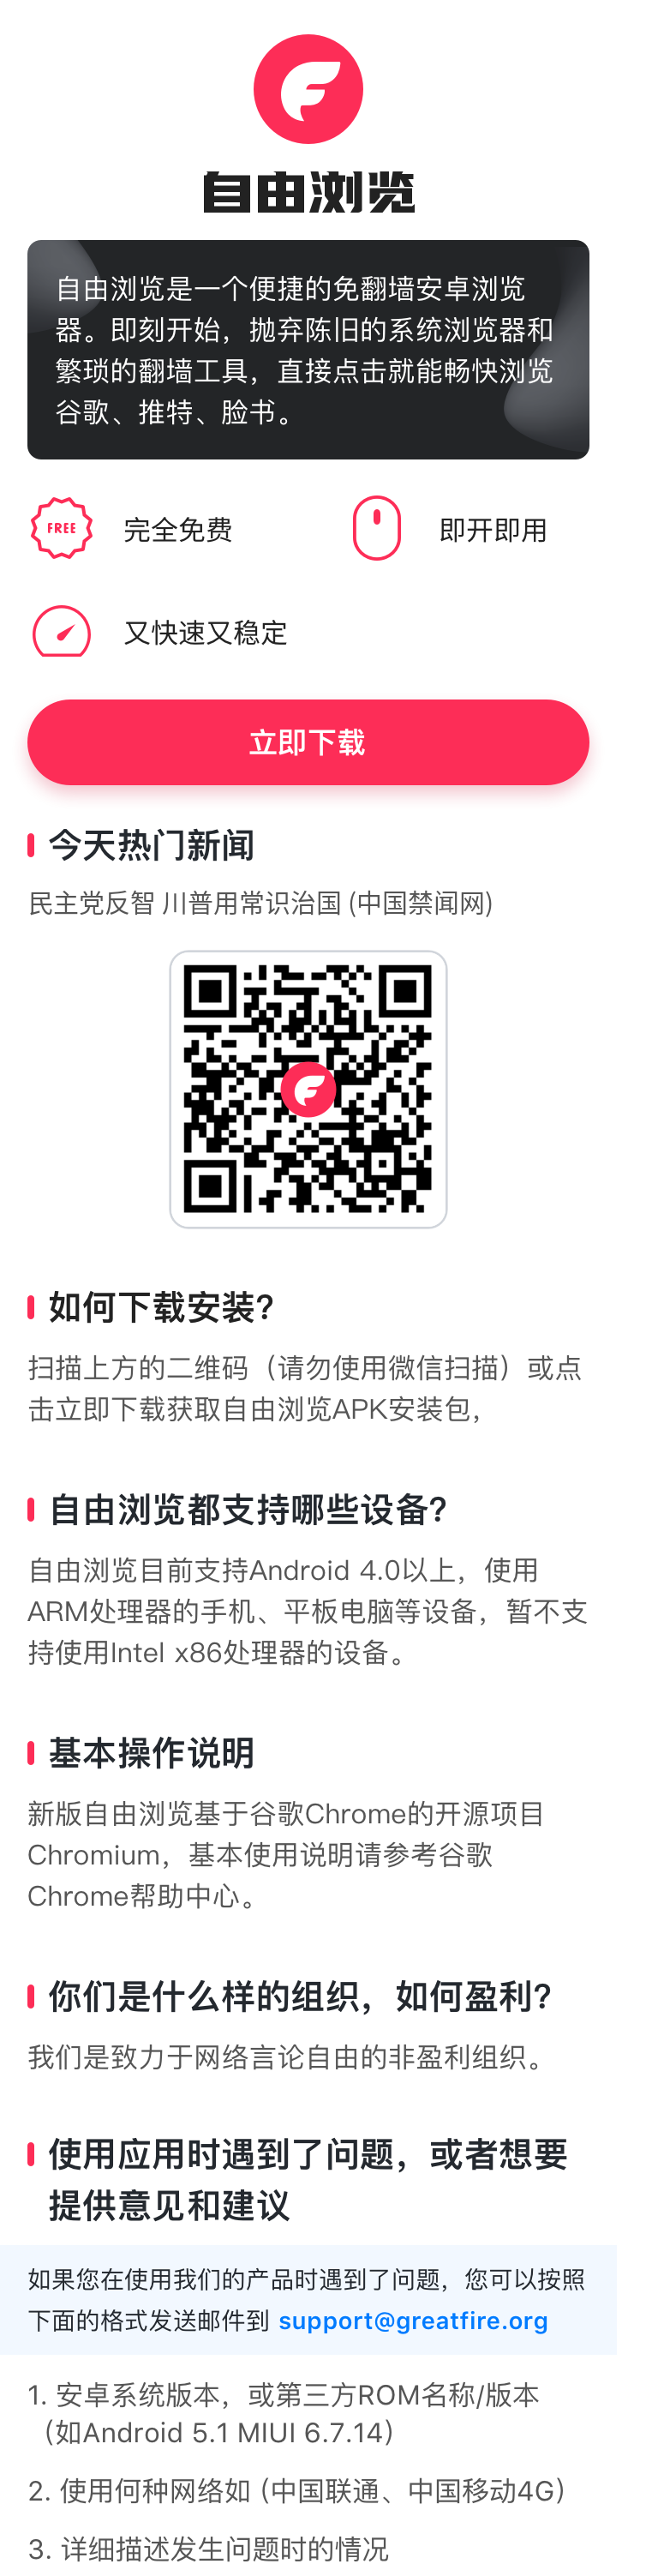 自由浏览
自由浏览是一个便捷的免翻墙安卓浏览
器。即刻开始，抛弃陈旧的系统浏览器和
繁琐的翻墙工具，直接点击就能畅快浏览
谷歌、推特、脸书。
FREE
完全免费
即开即用
又快速又稳定
立即下载
今天热门新闻
民主党反智 川普用常识治国 (中国禁闻网)
如何下载安装?
扫描上方的二维码（请勿使用微信扫描）或点
击立即下载获取自由浏览APK安装包，
自由浏览都支持哪些设备?
自由浏览目前支持Android 4.0以上，使用
ARM处理器的手机、平板电脑等设备，暂不支
持使用Intel x86处理器的设备。
基本操作说明
新版自由浏览基于谷歌Chrome的开源项目
Chromium，基本使用说明请参考谷歌
Chrome帮助中心。
你们是什么样的组织，如何盈利?
我们是致力于网络言论自由的非盈利组织。
使用应用时遇到了问题，或者想要
提供意见和建议
如果您在使用我们的产品时遇到了问题，您可以按照
下面的格式发送邮件到 support@greatfire.org
1. 安卓系统版本，或第三方ROM名称/版本
（如Android 5.1 MIUI 6.7.14）
2. 使用何种网络如 (中国联通、中国移动4G）
3. 详细描述发生问题时的情况